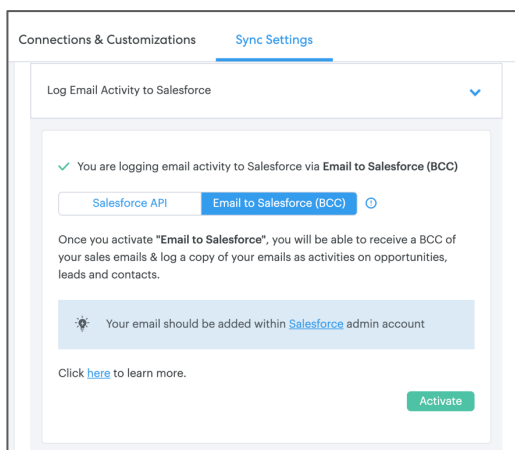 Connections & Customizations Sync Settings
Log Email Activity to Salesforce
You are logging email activity to Salesforce via Email to Salesforce (BCC)
Salesforce API Email to Salesforce (BCC)
Once you activate "Email to Salesforce", you will be able to receive a BCC of
your sales emails & log a copy of your emails as activities on opportunities,
leads and contacts.
Your email should be added within Salesforce admin account
Click here to learn more.
Activate